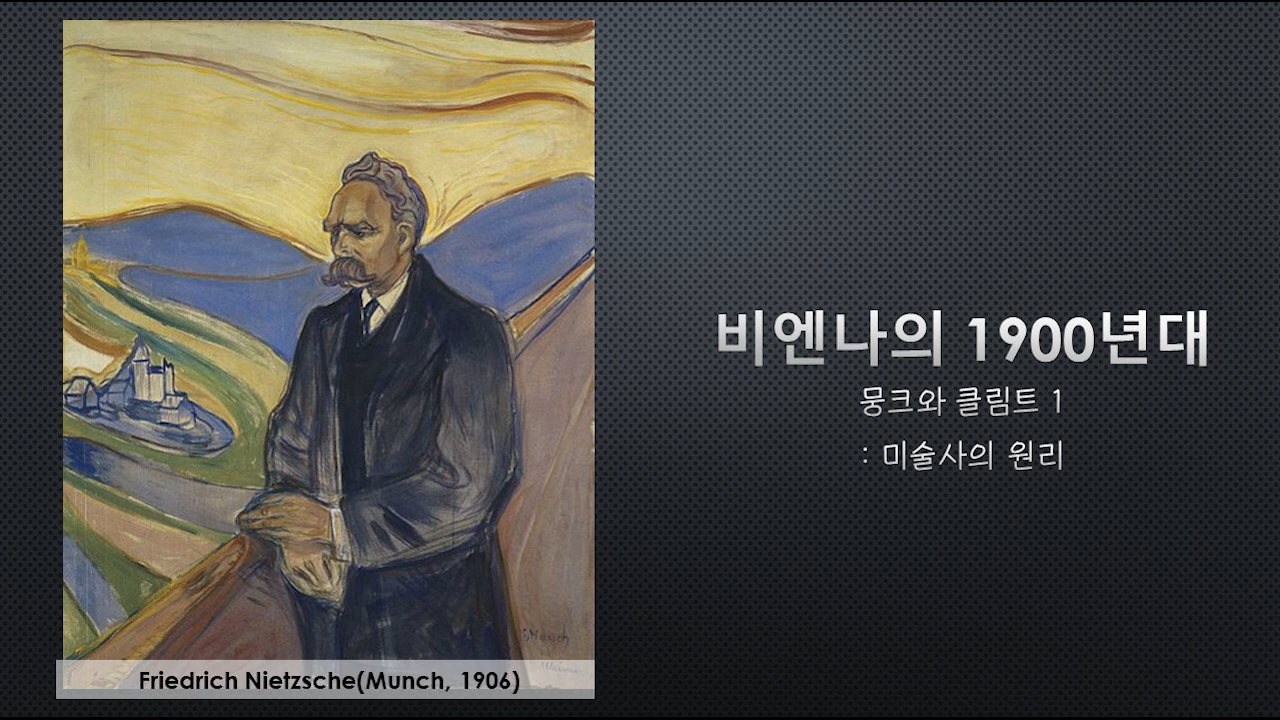 비엔나의 1900년대
뭉크와 클림트 1
: 미술사의 원리
E Munch
Friedrich Nietzsche(Munch, 1906)